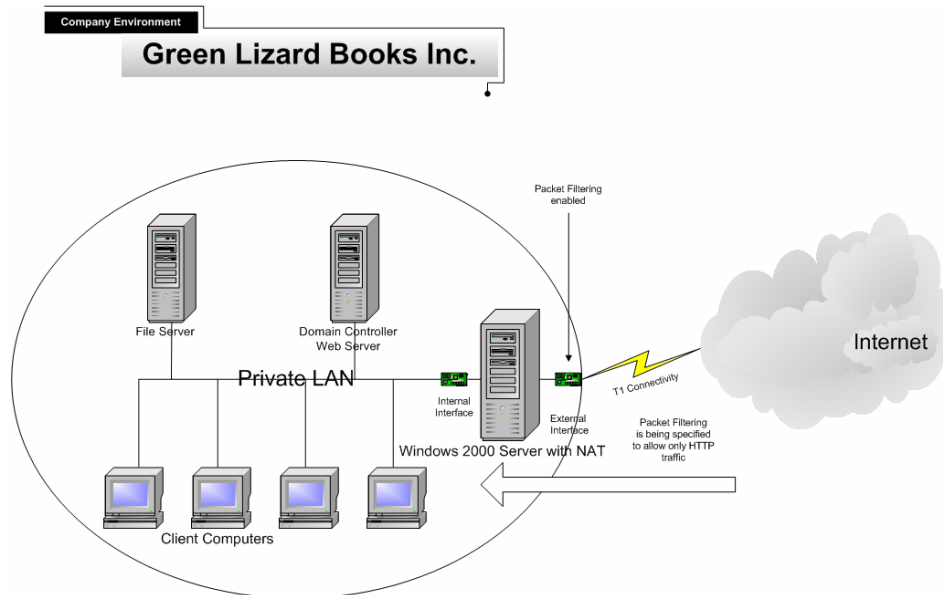 Company Environment
Green Lizard Books Inc.
Packet Filtering
enabled
File Server
Domain Controller
Web Server
Internet
Private LAN
T1 Connectivity
Internal
Interface
External
Interface
Packet Filtering
is being specified
to allow only HTTP
traffic
Windows 2000 Server with NAT
Client Computers